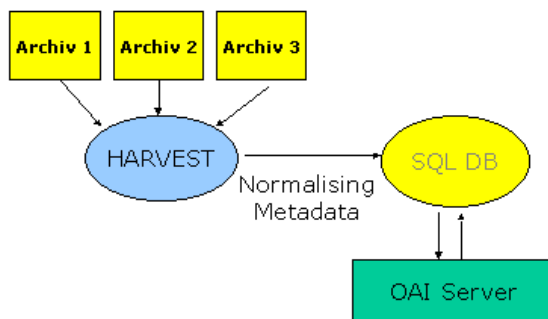 Archiv 1
Archiv 2
Archiv 3
HARVEST
SQL DB
Normalising
Metadata
OAI Server